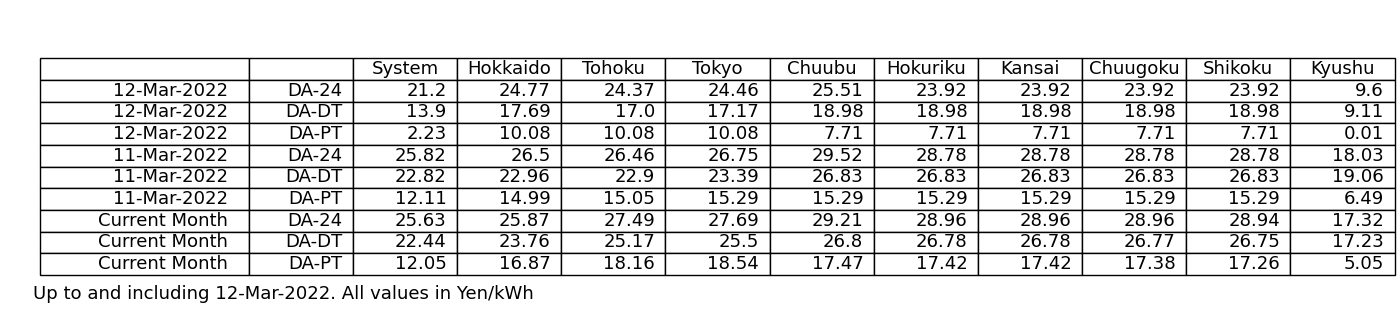 System Hokkaido Tohoku Tokyo Chuubu Hokuriku Kansai Chuugoku Shikoku Kyushu
12-Mar-2022 DA-24 21.2 24.77 24.37 24.46 25.51 23.92 23.92 23.92 23.92 9.6
12-Mar-2022 DA-DT 13.9 17.69 17.0 17.17 18.98 18.98 18.98 18.98 18.98 9.11
12-Mar-2022 DA-PT 2.23 10.08 10.08 10.08 7.71 7.71 7.71 7.71 7.71 0.01
11-Mar-2022 DA-24 25.82 26.5 26.46 26.75 29.52 28.78 28.78 28.78 28.78 18.03
11-Mar-2022 DA-DT 22.82 22.96 22.9 23.39 26.83 26.83 26.83 26.83 26.83 19.06
11-Mar-2022 DA-PT 12.11 14.99 15.05 15.29 15.29 15.29 15.29 15.29 15.29 6.49
Current Month DA-24 25.63 25.87 27.49 27.69 29.21 28.96 28.96 28.96 28.94 17.32
Current Month DA-DT 22.44 23.76 25.17 25.5 26.8 26.78 26.78 26.77 26.75 17.23
Current Month DA-PT 12.05 16.87 18.16 18.54 17.47 17.42 17.42 17.38 17.26 5.05
Up to and including 12-Mar-2022. All values in Yen/kWh